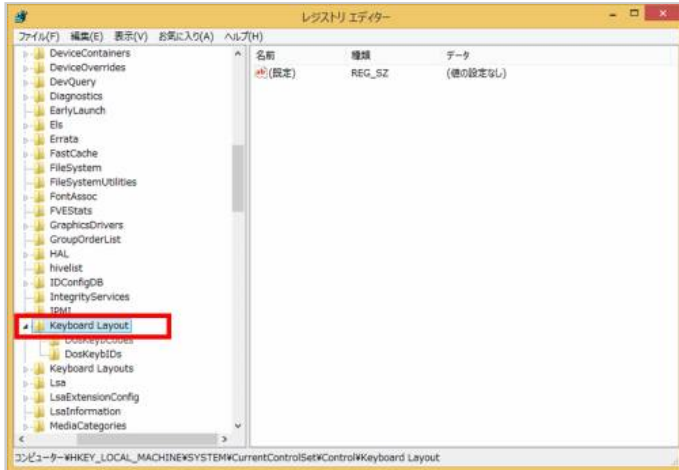 レジストリ エディター
ファイル(F) 編集(E) 表示(V) お気に入り(A) ヘルプ(H)
DeviceContainers
DeviceOverrides
DevQuery
Diagnostics
EarlyLaunch
Els
Errata
FastCache
FileSystem
FileSystemUtilities
FontAssoc
FVEStats
GraphicsDrivers
GroupOrderList
HAL
hivelist
IDConfigDB
IntegrityServices
IPMI
Keyboard Layout
DosKeybCodes
DosKeybIDs
Keyboard Layouts
Lsa
LsaExtensionConfig
LsaInformation
MediaCategories
名前 種類 データ
ab (既定) REG_SZ (値の設定なし)
コンピューター¥HKEY_LOCAL_MACHINE¥SYSTEM¥CurrentControlSet¥Control¥Keyboard Layout